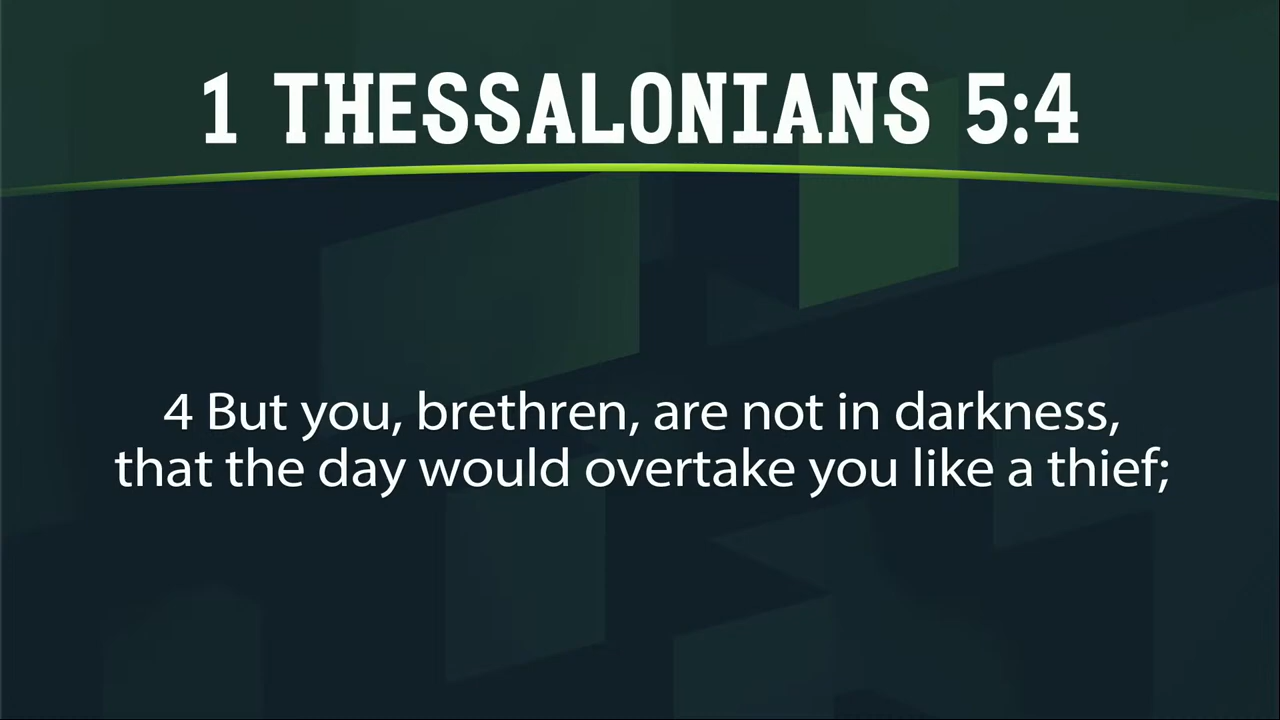 1 THESSALONIANS 5:4
4 But you, brethren, are not in darkness,
that the day would overtake you like a thief;